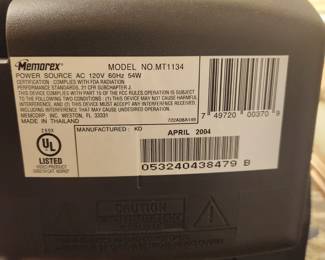 Memorex MODEL NO.MT1134
POWER SOURCE AC 120V 60Hz 54W
CERTIFICATION: COMPLIES WITH FDA RADIATION
PERFORMANCE STANDARDS, 21 CFR SUBCHAPTER J.
THIS DEVICE COMPLIES WITH PART 15 OF THE FCC RULES. OPERATION IS
SUBJECT TO THE FOLLOWING TWO CONDITIONS: (1) THIS DEVICE MAY NOT CAUSE HARMFUL
INTERFERENCE, AND (2) THIS DEVICE MUST ACCEPT ANY INTERFERENCE RECEIVED,
INCLUDING INTERFERENCE THAT MAY CAUSE UNDESIRED OPERATION.
MEMCORP INC. WESTON, FL 33331
MADE IN THAILAND
7 49720 00370 9
MANUFACTURED: KD
APRIL 2004
UL
LISTED
053240438479 B
CAUTION